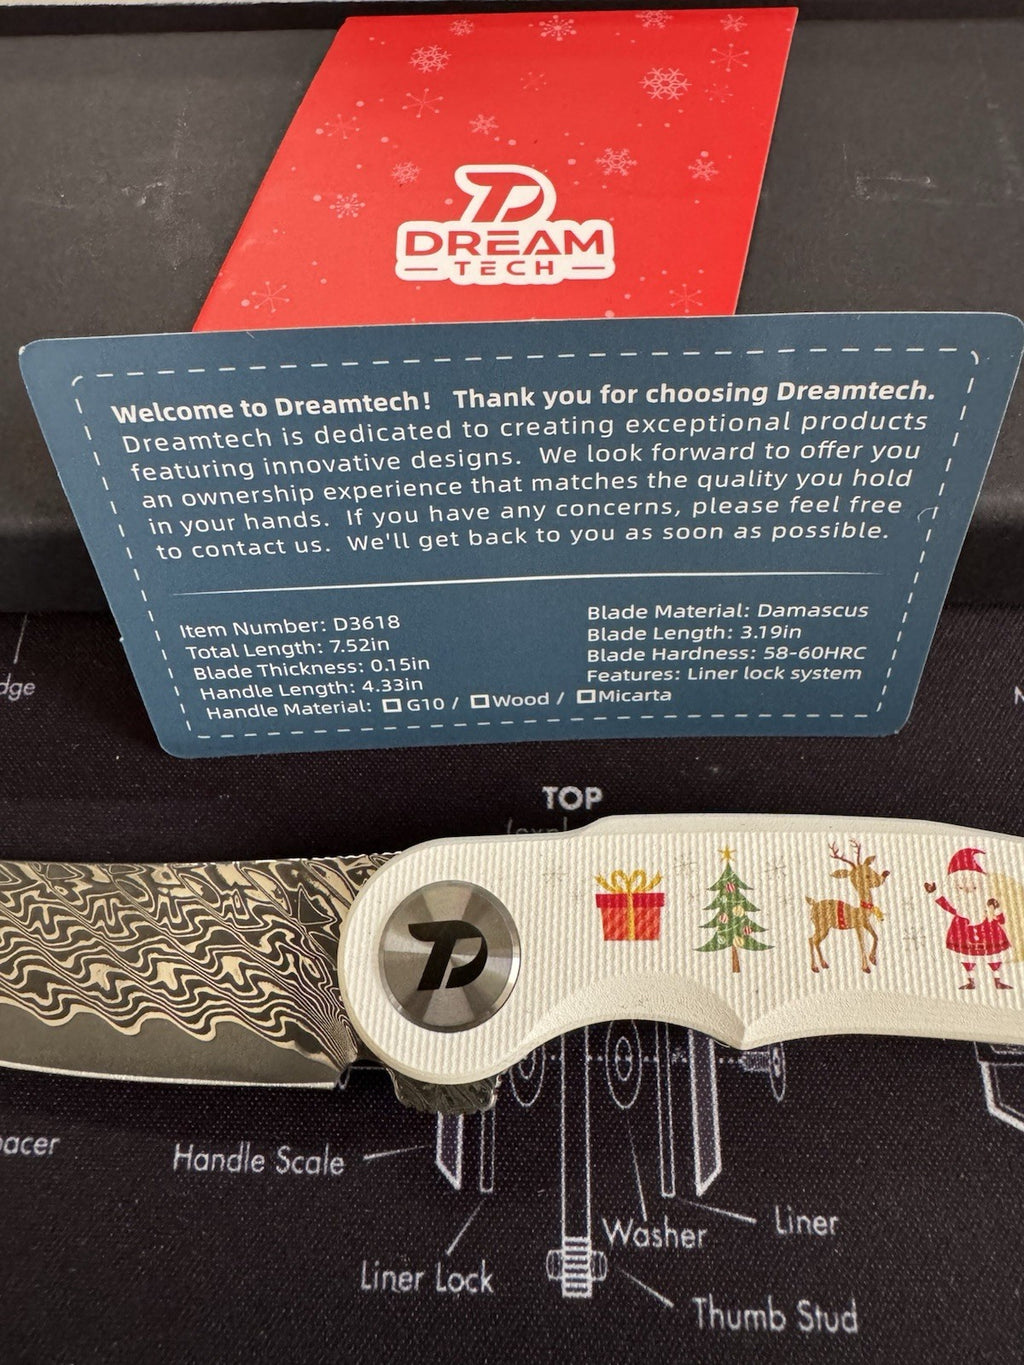 DREAM
TECH
Welcome to Dreamtech! Thank you for choosing Dreamtech.
Dreamtech is dedicated to creating exceptional products
featuring innovative designs. We look forward to offer you
an ownership experience that matches the quality you hold
in your hands. If you have any concerns, please feel free
to contact us. We'll get back to you as soon as possible.
Item Number: D3618
Total Length: 7.52in
Blade Thickness: 0.15in
Handle Length: 4.33in
Handle Material: ☐ G10 / ☐ Wood / ☐ Micarta
Blade Material: Damascus
Blade Length: 3.19in
Blade Hardness: 58-60HRC
Features: Liner lock system
TOP
Handle Scale
Liner Lock
Washer
Liner
Thumb Stud